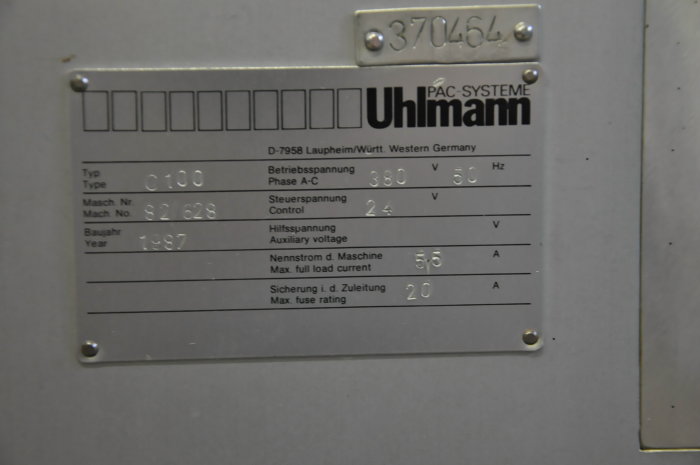 370464
PAC-SYSTEME
Uhlmann
D-7958 Laupheim/Württ. Western Germany
Typ
Type C100
Betriebsspannung
Phase A-C 380 V 50 Hz
Masch. Nr.
Mach. No. 821628
Steuerspannung
Control 24 V
Baujahr
Year 1987
Hilfsspannung
Auxiliary voltage V
Nennstrom d. Maschine
Max. full load current 5,5 A
Sicherung i. d. Zuleitung
Max. fuse rating 20 A